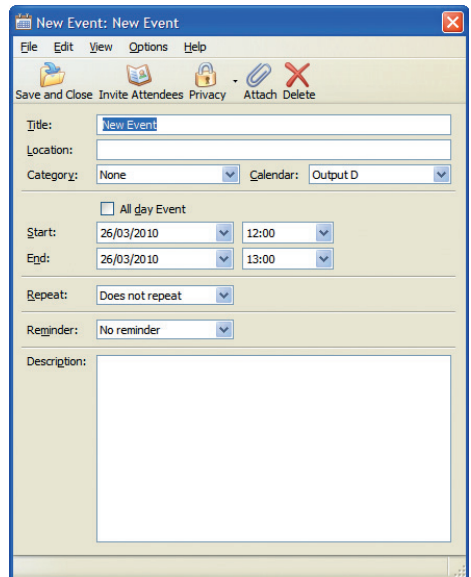 New Event: New Event
File Edit View Options Help
Save and Close Invite Attendees Privacy Attach Delete
Title: New Event
Location:
Category: None Calendar: Output D
All day Event
Start: 26/03/2010 12:00
End: 26/03/2010 13:00
Repeat: Does not repeat
Reminder: No reminder
Description: